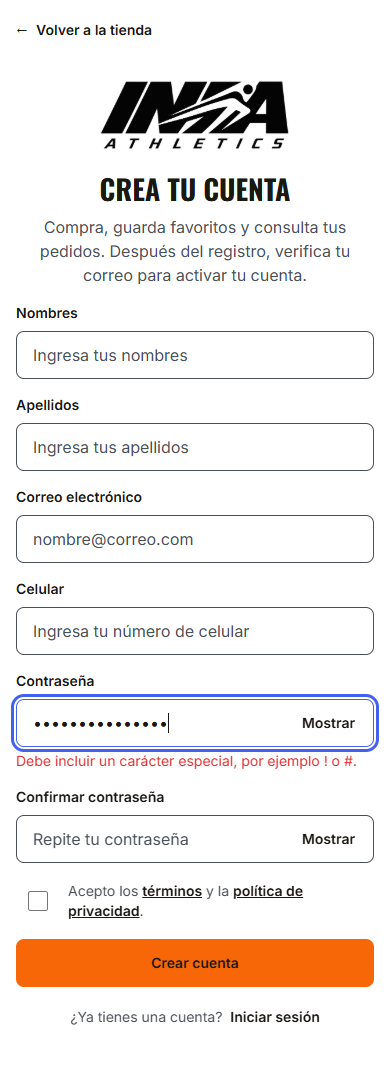 ← Volver a la tienda
INZA
ATHLETICS
CREA TU CUENTA
Compra, guarda favoritos y consulta tus
pedidos. Después del registro, verifica tu
correo para activar tu cuenta.
Nombres
Ingresa tus nombres
Apellidos
Ingresa tus apellidos
Correo electrónico
nombre@correo.com
Celular
Ingresa tu número de celular
Contraseña
••••••••••••••• Mostrar
Debe incluir un carácter especial, por ejemplo ! o #.
Confirmar contraseña
Repite tu contraseña Mostrar
Acepto los términos y la política de
privacidad.
Crear cuenta
¿Ya tienes una cuenta? Iniciar sesión